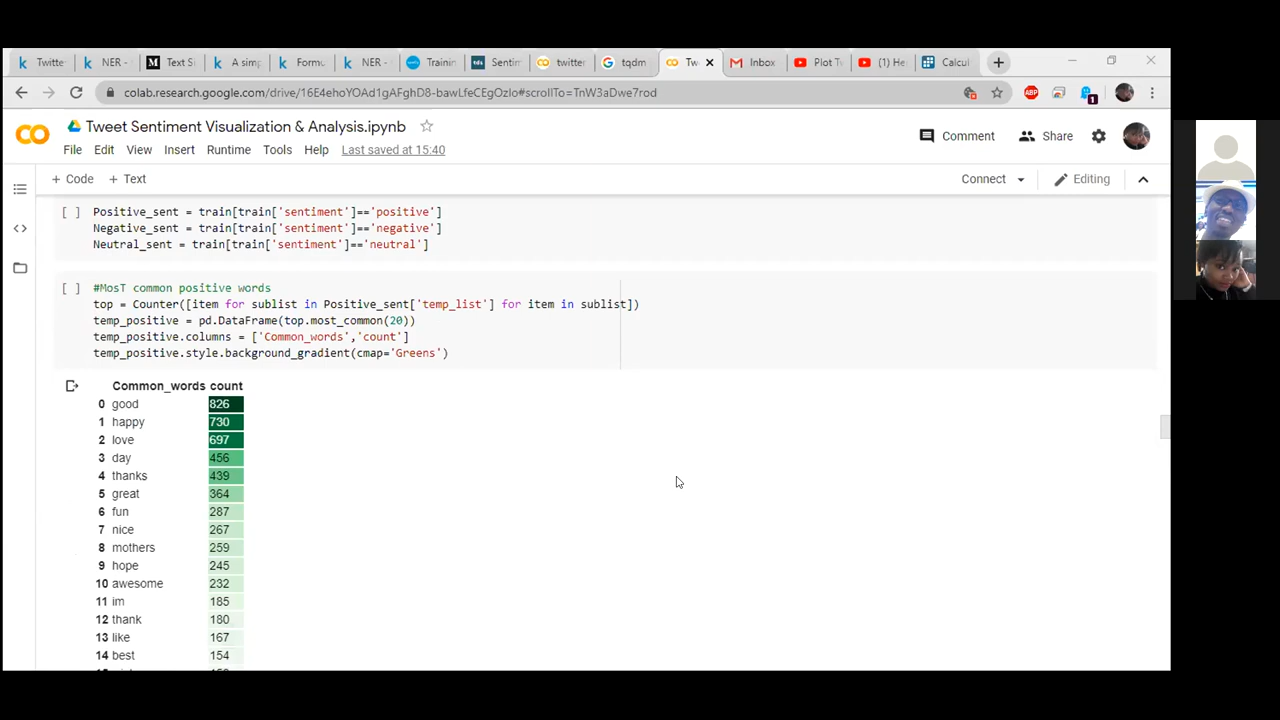 Twitte NER - Text S A simp Formu NER - Trainin Sentin twitter tqdm Tw Inbox Plot Tw (1) He Calcul
colab.research.google.com/drive/16E4ehoYOAd1gAFghD8-bawLfeCEgOzlo#scrollTo=TnW3aDwe7rod
Tweet Sentiment Visualization & Analysis.ipynb
Comment Share
File Edit View Insert Runtime Tools Help Last saved at 15:40
+ Code + Text Connect Editing
[ ] Positive_sent = train[train['sentiment']=='positive']
Negative_sent = train[train['sentiment']=='negative']
Neutral_sent = train[train['sentiment']=='neutral']
[ ] #MosT common positive words
top = Counter([item for sublist in Positive_sent['temp_list'] for item in sublist])
temp_positive = pd.DataFrame(top.most_common(20))
temp_positive.columns = ['Common_words','count']
temp_positive.style.background_gradient(cmap='Greens')
Common_words count
0 good 826
1 happy 730
2 love 697
3 day 456
4 thanks 439
5 great 364
6 fun 287
7 nice 267
8 mothers 259
9 hope 245
10 awesome 232
11 im 185
12 thank 180
13 like 167
14 best 154